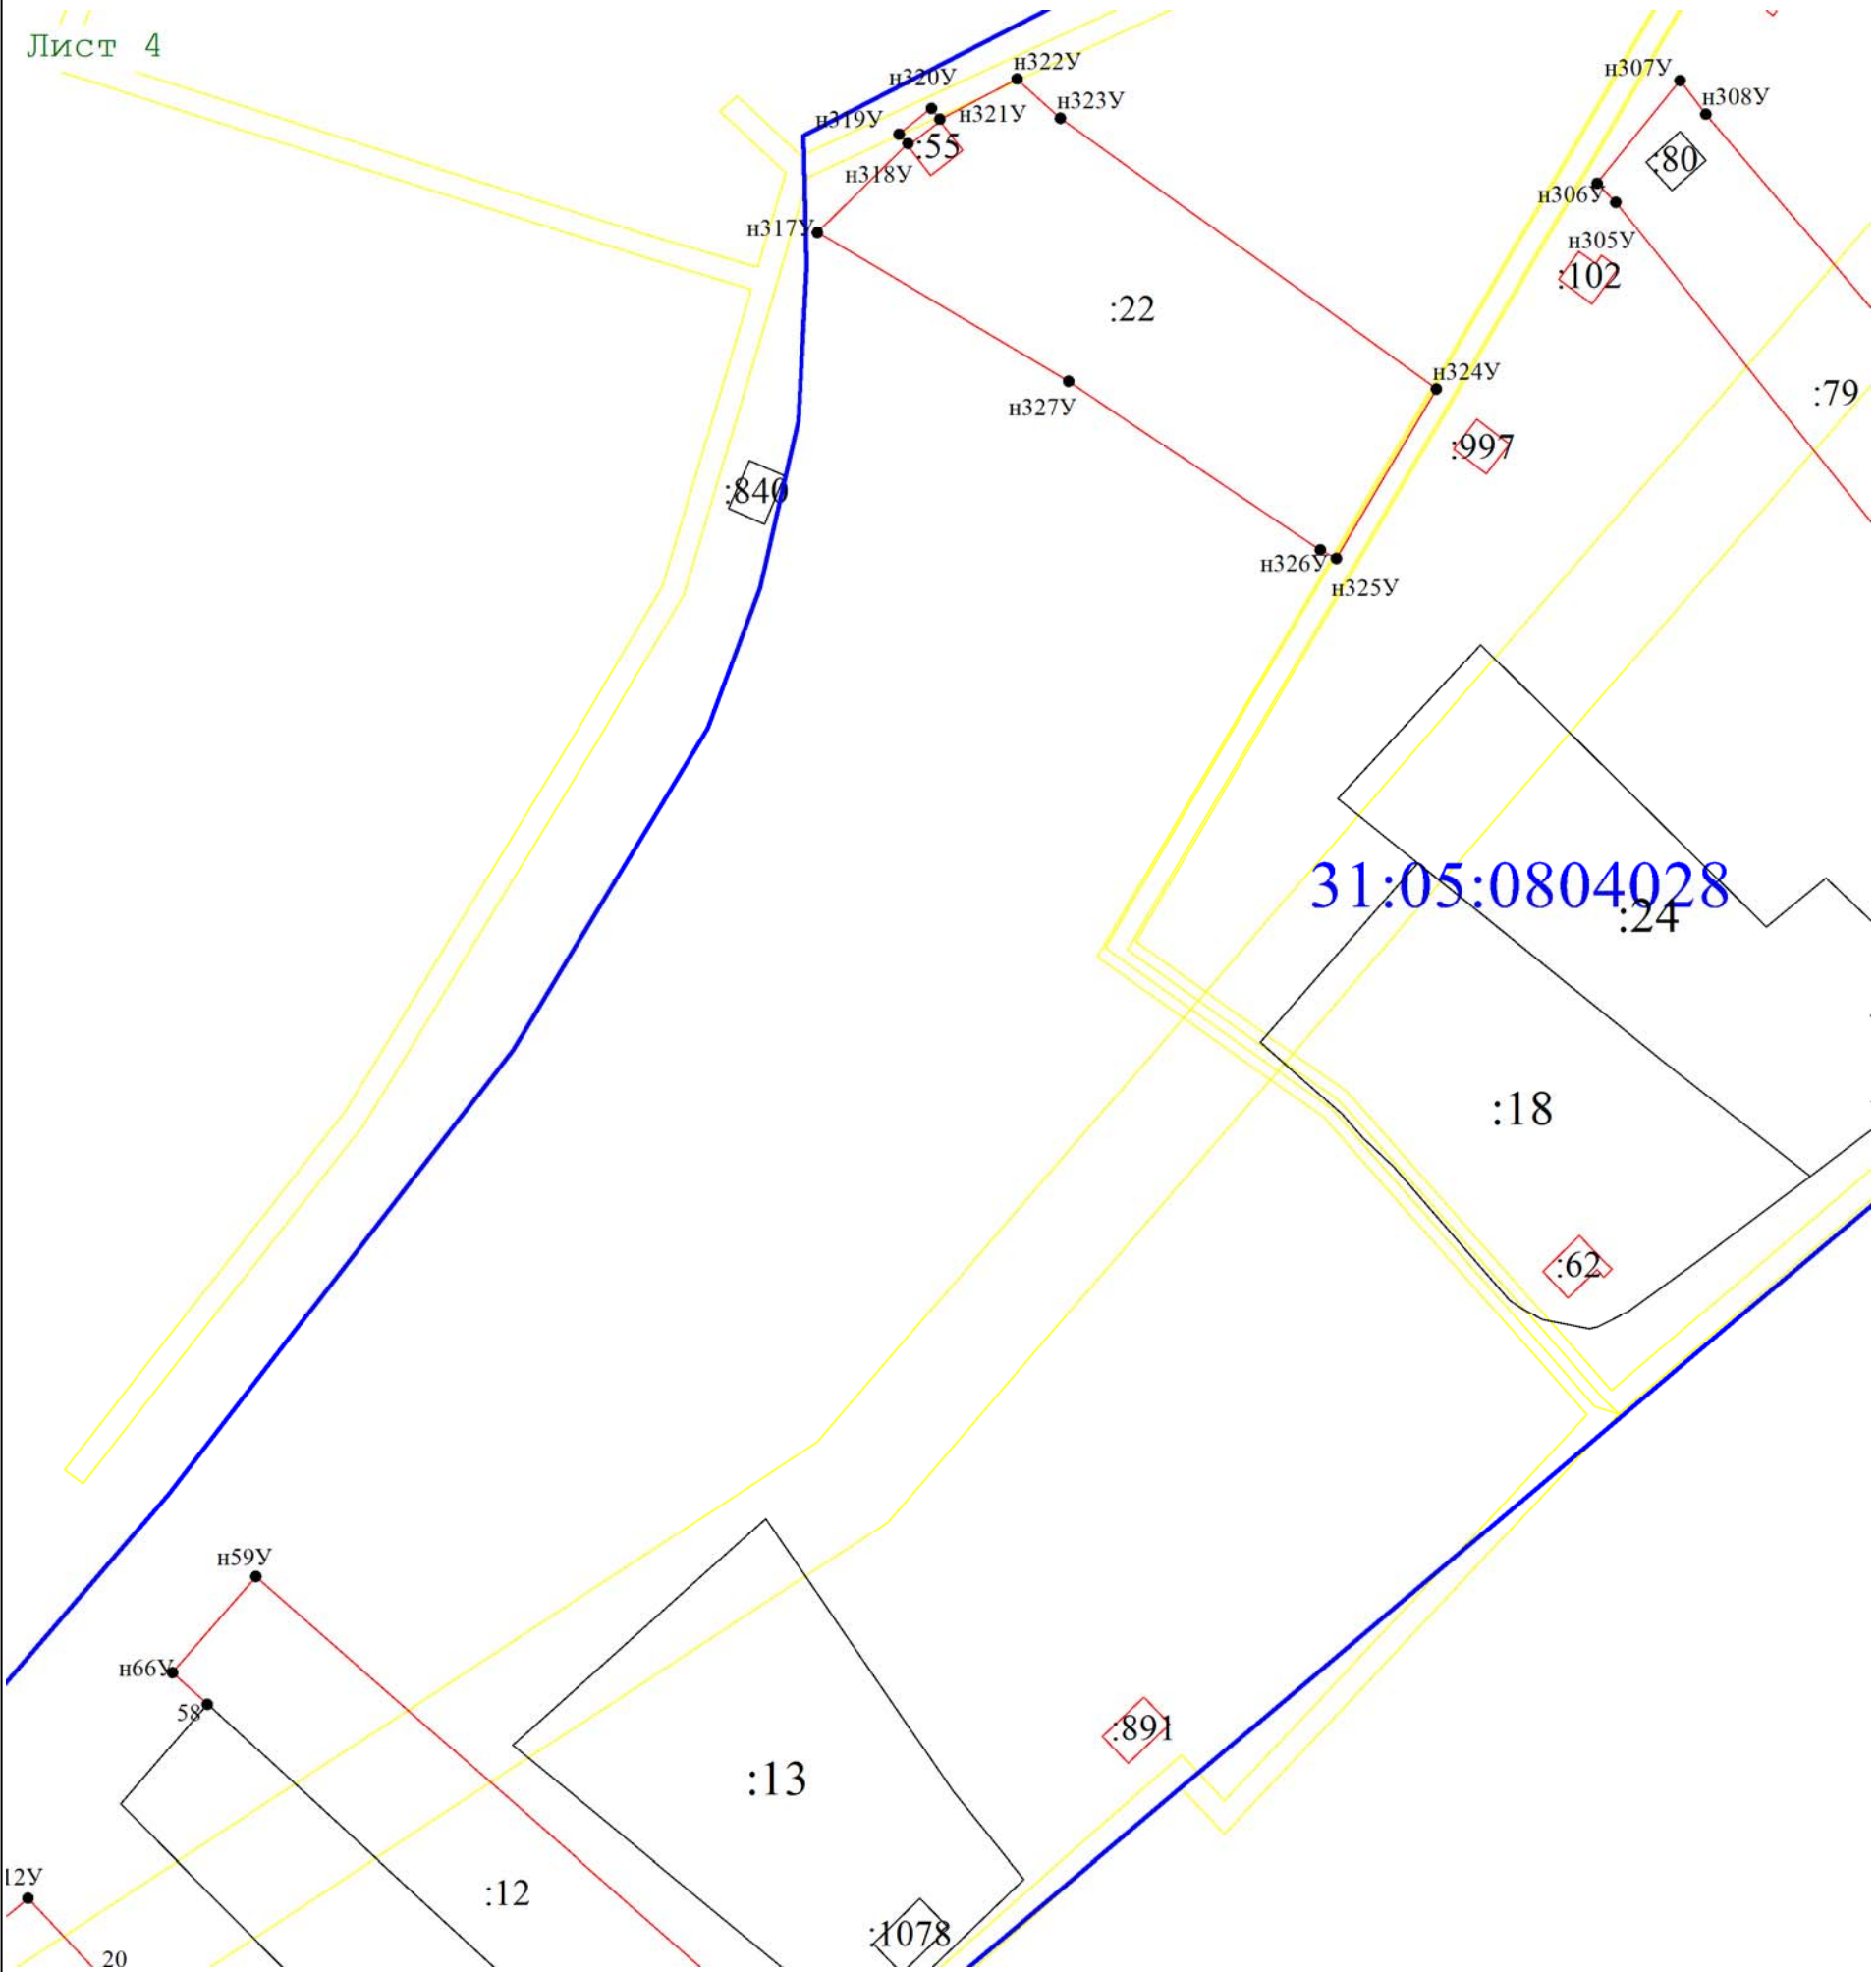 Лист 4
н322У
н307У
н320У
н308У
н323У
н321У
н319У
:55
:80
н318У
н306У
н317У
н305У
:102
:22
н324У
:79
н327У
:997
:840
н326У
н325У
31:05:0804028
:24
:18
:62
н59У
н66У
58
:891
:13
12У
:12
:1078
20